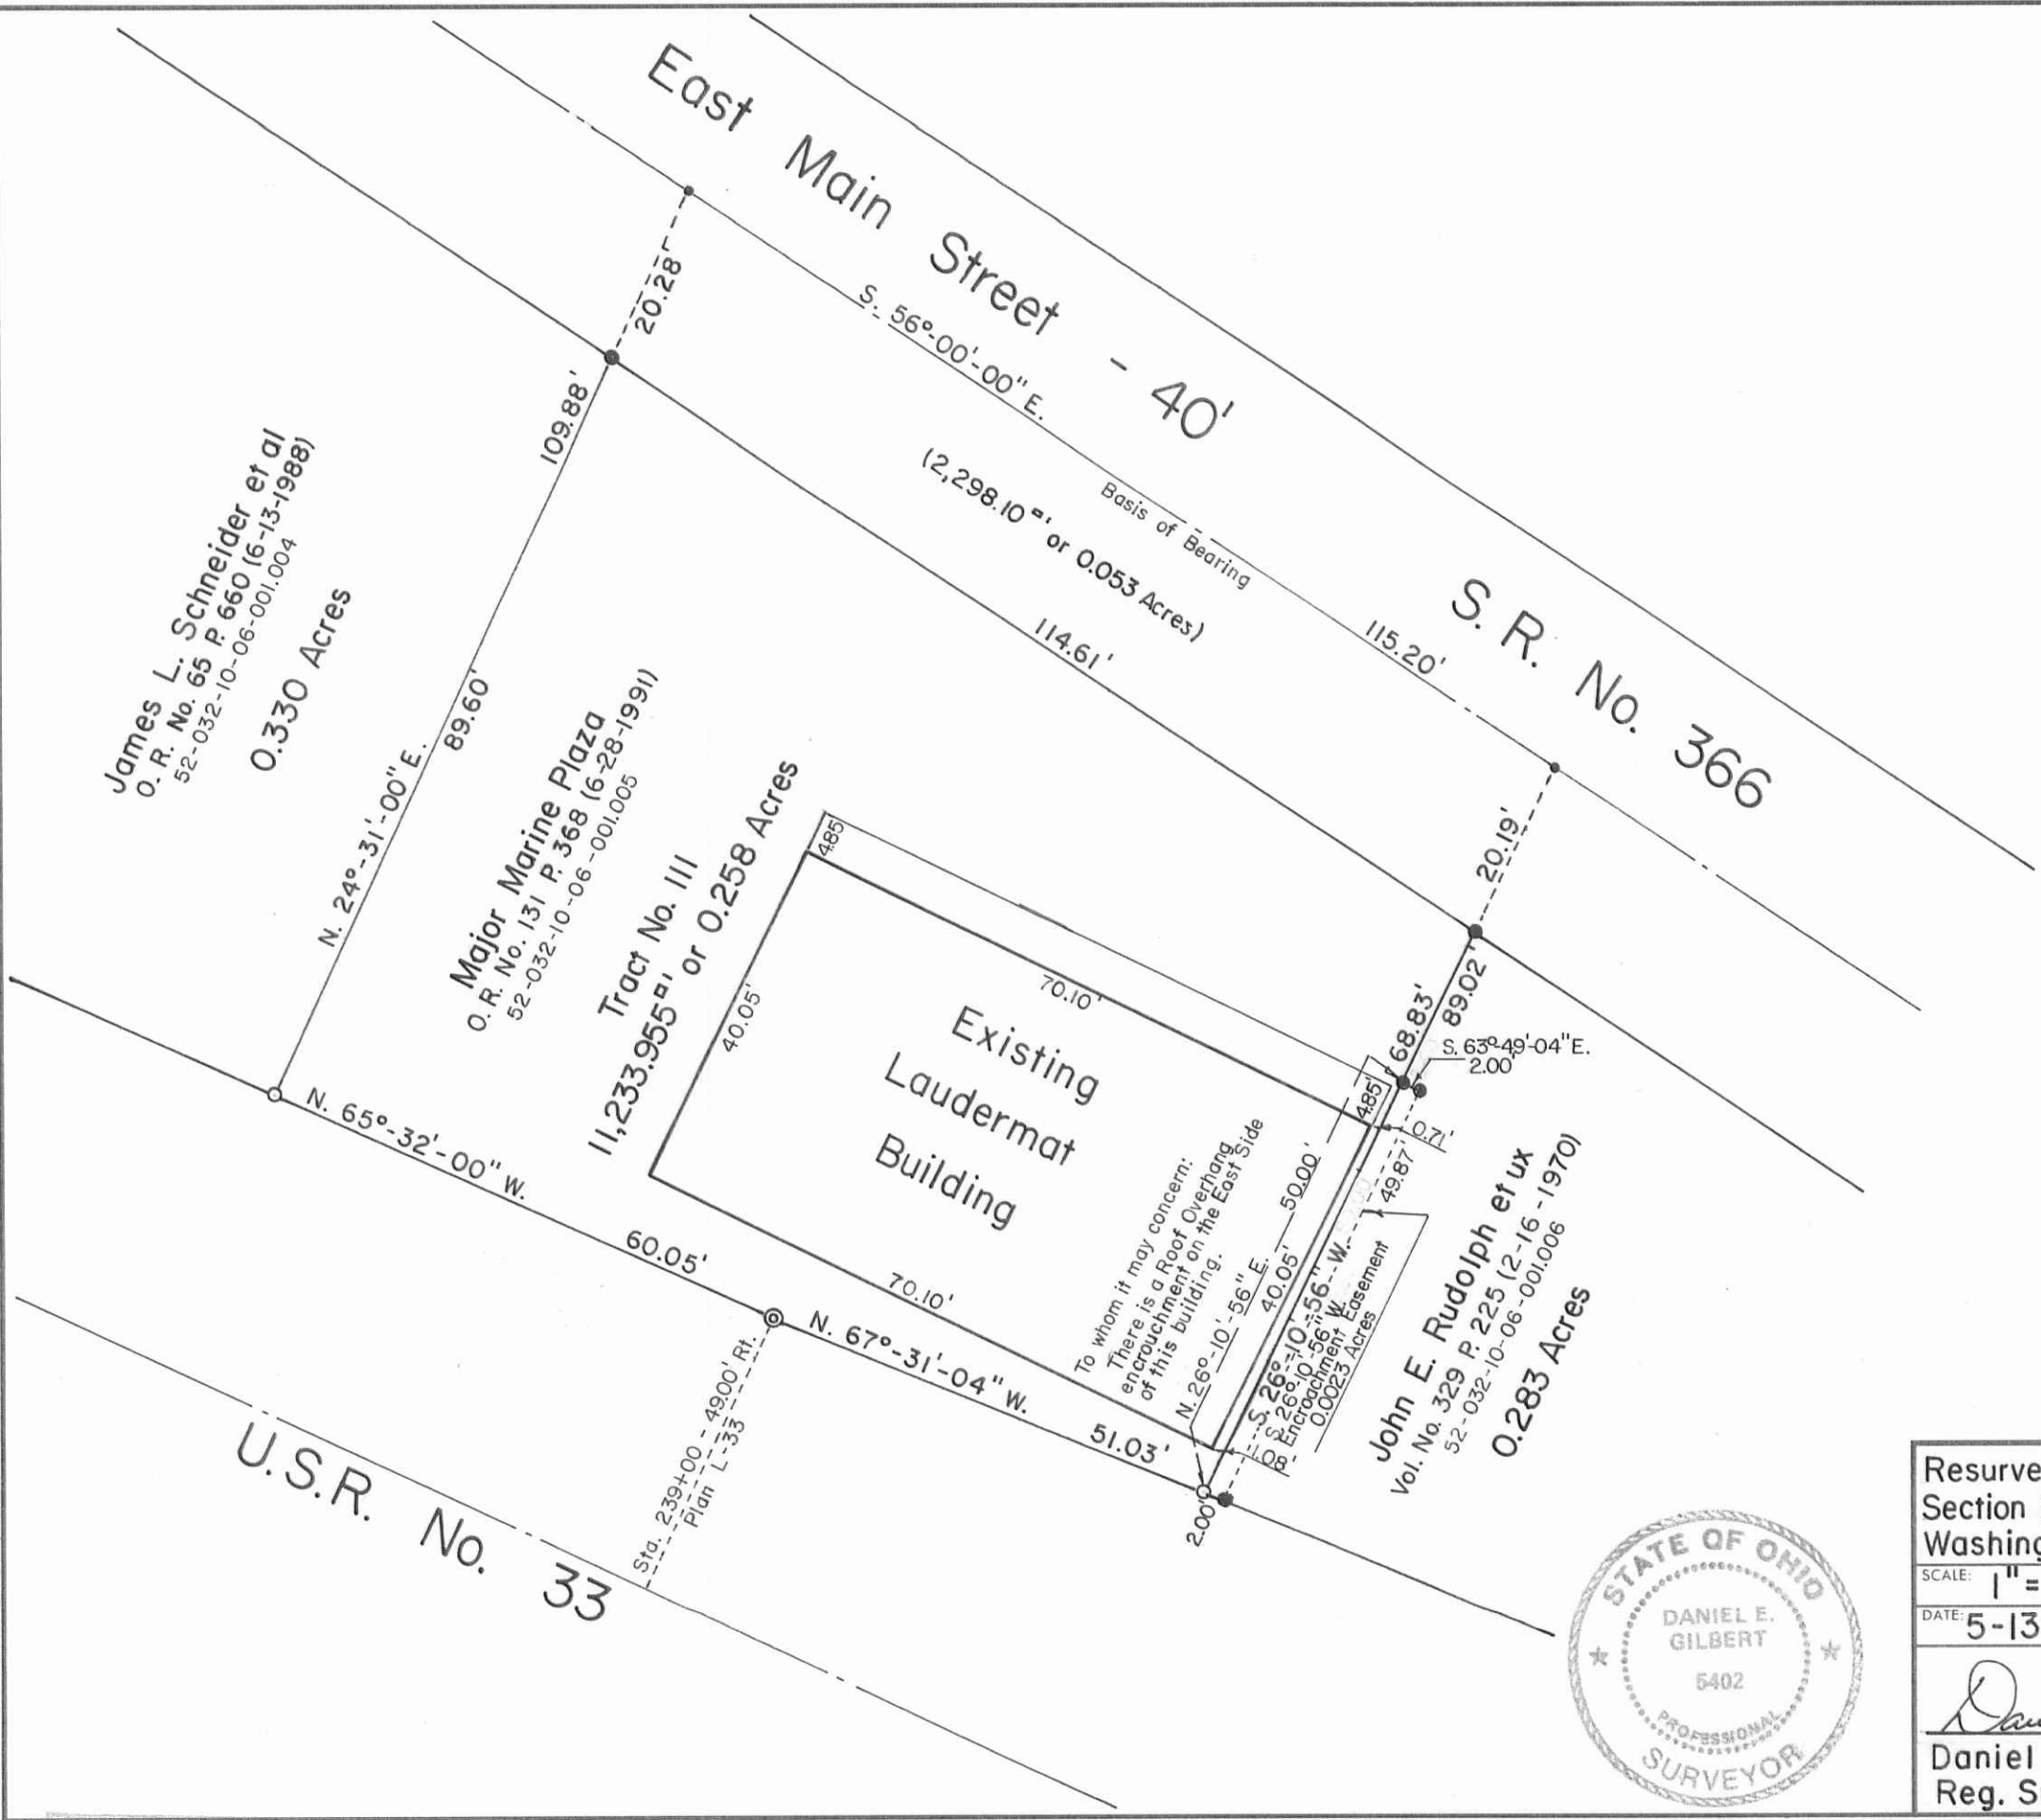 East Main Street - 40'
S. R. No. 366
S. 56°-00'-00" E.
Basis of Bearing
115.20'
(2,298.10 □' or 0.053 Acres)
114.61'
20.28'
109.88'
89.60'
N. 24°-31'-00" E.
James L. Schneider et al
O. R. No. 65 P. 660 (6-13-1988)
52-032-10-06-001.004
0.330 Acres
Major Marine Plaza
O. R. No. 131 P. 368 (6-28-1991)
52-032-10-06-001.005
Tract No. III
11,233.955 □' or 0.258 Acres
4.85'
40.05'
70.10'
Existing
Laudermat
Building
70.10'
To whom it may concern:
There is a Roof Overhang
encrouchment on the East Side
of this building.
N. 26°-10'-56" E.
50.00'
40.05'
4.85'
20.19'
68.83'
89.02'
S. 63°-49'-04" E.
2.00'
0.71'
49.87'
S. 26°-10'-56" W.
S. 26°-10'-56" W.
Encroachment Easement
0.0023 Acres
1.08
2.00'
John E. Rudolph et ux
Vol. No. 329 P. 225 (2-16-1970)
52-032-10-06-001.006
0.283 Acres
N. 65°-32'-00" W.
60.05'
N. 67°-31'-04" W.
51.03'
Sta. 239+00 - 49.00' Rt.
Plan L-33
U.S.R. No. 33
STATE OF OHIO
DANIEL E.
GILBERT
5402
PROFESSIONAL
SURVEYOR
Resurve
Section
Washing
SCALE: 1"=
DATE: 5-13
Dan
Daniel
Reg. S